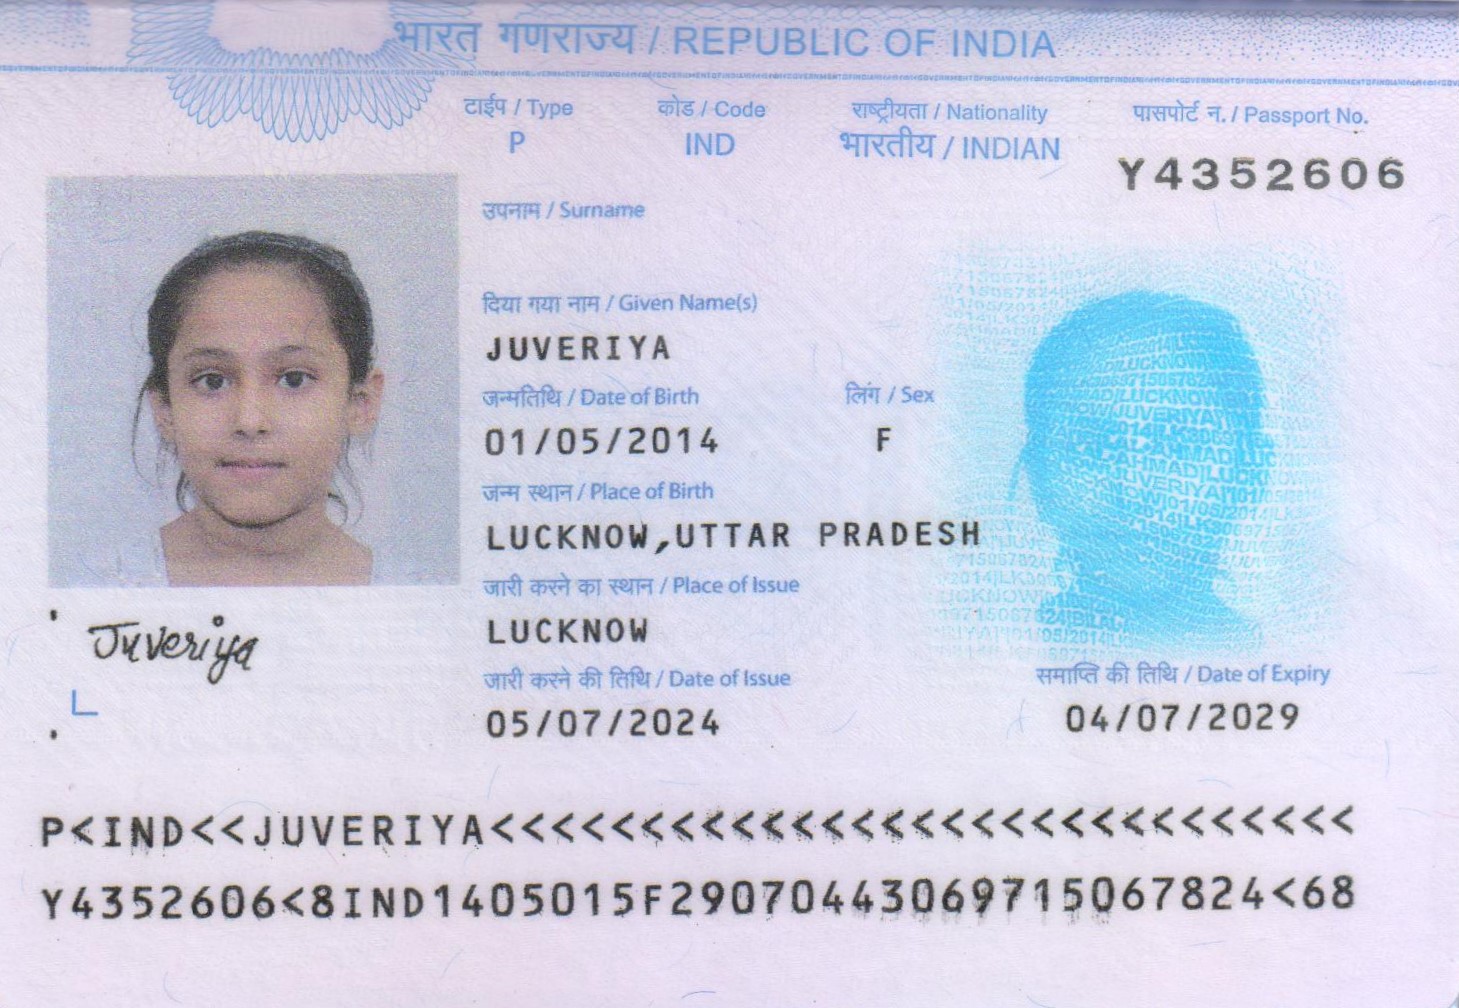 भारत गणराज्य / REPUBLIC OF INDIA
टाईप / Type कोड / Code राष्ट्रीयता / Nationality पासपोर्ट न. / Passport No.
P IND भारतीय / INDIAN Y4352606
उपनाम / Surname
दिया गया नाम / Given Name(s)
JUVERIYA
जन्मतिथि / Date of Birth लिंग / Sex
01/05/2014 F
जन्म स्थान / Place of Birth
LUCKNOW,UTTAR PRADESH
जारी करने का स्थान / Place of Issue
LUCKNOW
Juveriya
जारी करने की तिथि / Date of Issue समाप्ति की तिथि / Date of Expiry
05/07/2024 04/07/2029
P<IND<<JUVERIYA<<<<<<<<<<<<<<<<<<<<<<<<<<<<<
Y4352606<8IND1405015F29070443069715067824<68